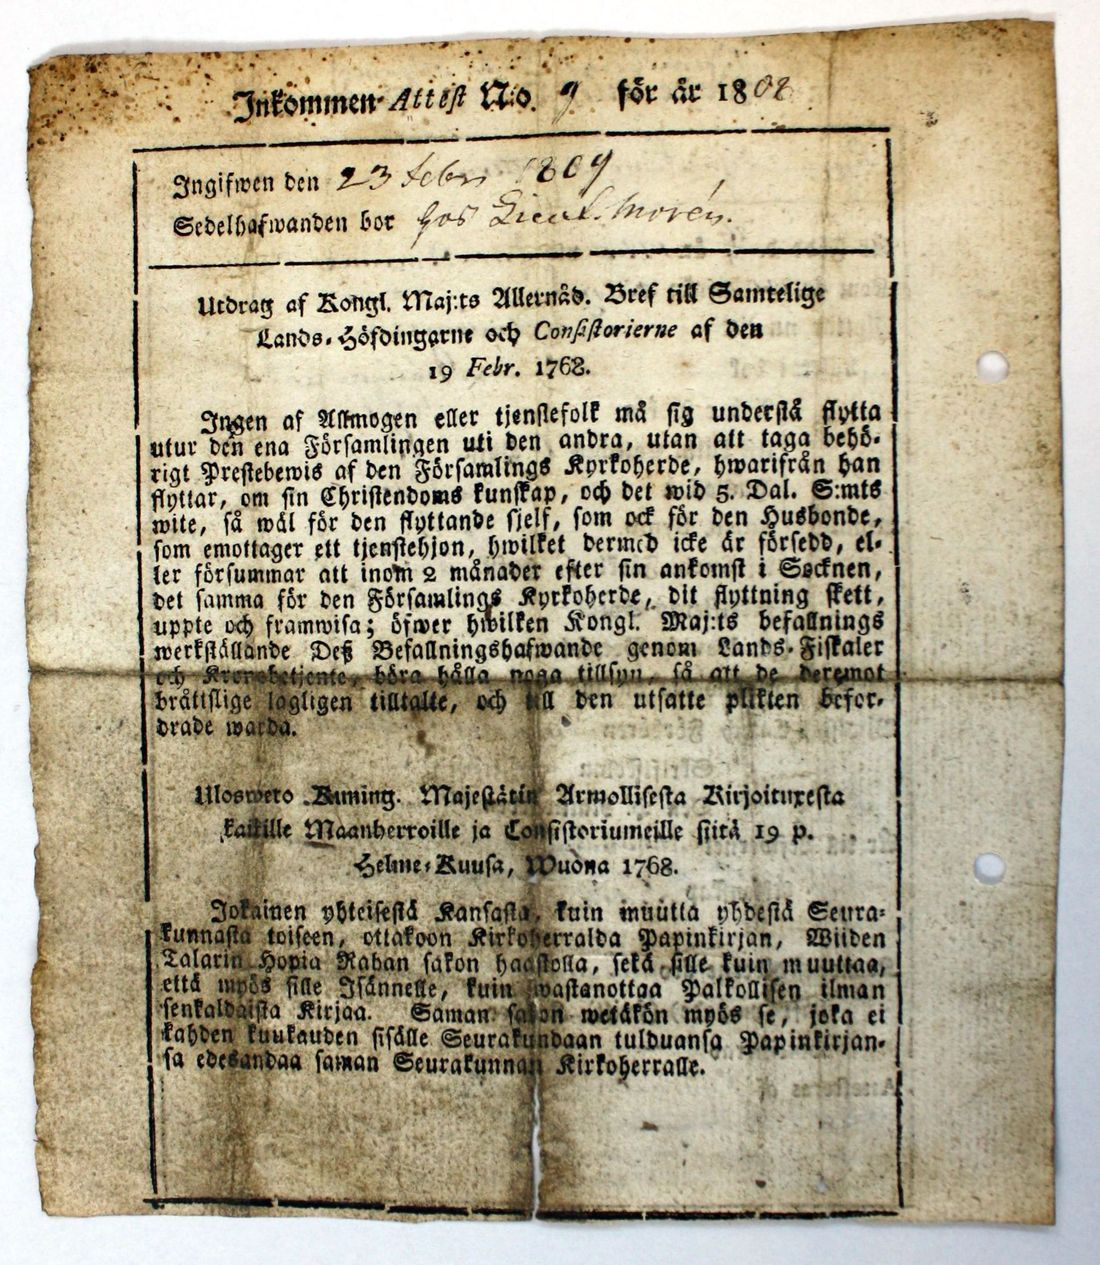 Inkommen Attest N:o. 9 för år 1808
Ingifwen den 23 Febr 1809
Sedelhafwanden bor hos Lieut. Morén.
Utdrag af Kongl. Maj:ts Allernåd. Bref till Samtelige
Lands-Höfdingarne och Consistorierne af den
19 Febr. 1768.
Ingen af Allmogen eller tjenstefolk må sig understå flytta
utur den ena Församlingen uti den andra, utan att taga behö-
rigt Prestebewis af den Församlings Kyrkoherde, hwarifrån han
flyttar, om sin Christendoms kunskap, och det wid 5. Dal. S:mts
wite, så wäl för den flyttande sjelf, som ock för den Husbonde,
som emottager ett tjenstehjon, hwilket dermed icke är försedd, el-
ler försummar att inom 2 månader efter sin ankomst i Socknen,
det samma för den Församlings Kyrkoherde, dit flyttning skett,
uppte och framwisa; öfwer hwilken Kongl. Maj:ts befallnings
werkställande Deß Befallningshafwande genom Lands-Fiskaler
och Kronobetjente, böra hålla noga tillsyn, så att de deremot
bråttslige lagligen tilltalte, och till den utsatte plikten befor-
drade warda.
Ulosweto Kuning. Majestätin Armollisesta Kirjoituxesta
kaikille Maanherroille ja Consistoriumeille siitä 19 p.
Helme-Kuusa, Wuona 1768.
Jokainen yhteisestä Kansasta, kuin muutta yhdestä Seura-
kunnasta toiseen, ottakoon Kirkoherralda Papinkirjan, Wiiden
Talarin Hopia Rahan sakon haastolla, sekä sille kuin muuttaa,
että myös sille Isännelle, kuin wastanottaa Palkollisen ilman
senkaldaista Kirjaa. Saman sakon wetäkön myös se, joka ei
kahden kuukauden sisälle Seurakundaan tulduansa Papinkirjan-
sa edesandaa saman Seurakunnan Kirkoherralle.